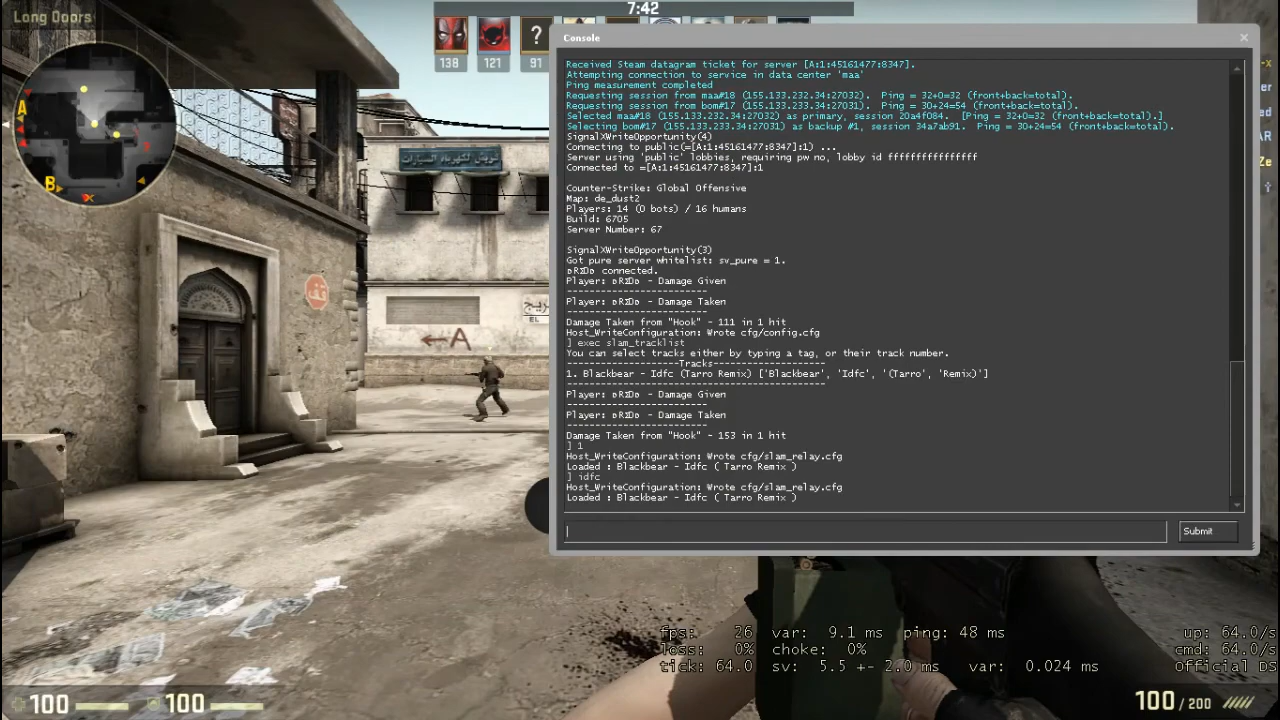 Long Doors
7:42
138
121
91
?
A
B
تعويض لكهرباء السيارات
قف
EL
A
Console
Received Steam datagram ticket for server [A:1:45161477:8347].
Attempting connection to service in data center 'maa'
Ping measurement completed
Requesting session from maa#18 (155.133.232.34:27032).  Ping = 32+0=32 (front+back=total).
Requesting session from bom#17 (155.133.233.34:27031).  Ping = 30+24=54 (front+back=total).
Selected maa#18 (155.133.232.34:27032) as primary, session 20a4f084.  [Ping = 32+0=32 (front+back=total).]
Selecting bom#17 (155.133.233.34:27031) as backup #1, session 34a7ab91.  Ping = 30+24=54 (front+back=total).
SignalXWriteOpportunity(4)
Connecting to public(=[A:1:45161477:8347]:1) ...
Server using 'public' lobbies, requiring pw no, lobby id ffffffffffffffff
Connected to =[A:1:45161477:8347]:1
Counter-Strike: Global Offensive
Map: de_dust2
Players: 14 (0 bots) / 16 humans
Build: 6705
Server Number: 67
SignalXWriteOpportunity(3)
Got pure server whitelist: sv_pure = 1.
connected.
Player: - Damage Given
-------------------------
Player: - Damage Taken
-------------------------
Damage Taken from "Hook" - 111 in 1 hit
Host_WriteConfiguration: Wrote cfg/config.cfg
] exec slam_tracklist
You can select tracks either by typing a tag, or their track number.
--------------------Tracks--------------------
1. Blackbear - Idfc (Tarro Remix) ['Blackbear', 'Idfc', '(Tarro', 'Remix)']
----------------------------------------------
Player: - Damage Given
-------------------------
Player: - Damage Taken
-------------------------
Damage Taken from "Hook" - 153 in 1 hit
] 1
Host_WriteConfiguration: Wrote cfg/slam_relay.cfg
Loaded : Blackbear - Idfc ( Tarro Remix )
] idfc
Host_WriteConfiguration: Wrote cfg/slam_relay.cfg
Loaded : Blackbear - Idfc ( Tarro Remix )
Submit
fps: 26 var: 9.1 ms ping: 48 ms
loss: 0% choke: 0%
tick: 64.0 sv: 5.5 +- 2.0 ms var: 0.024 ms
up: 64.0/s
cmd: 64.0/s
Official DS
100
100
100 / 200